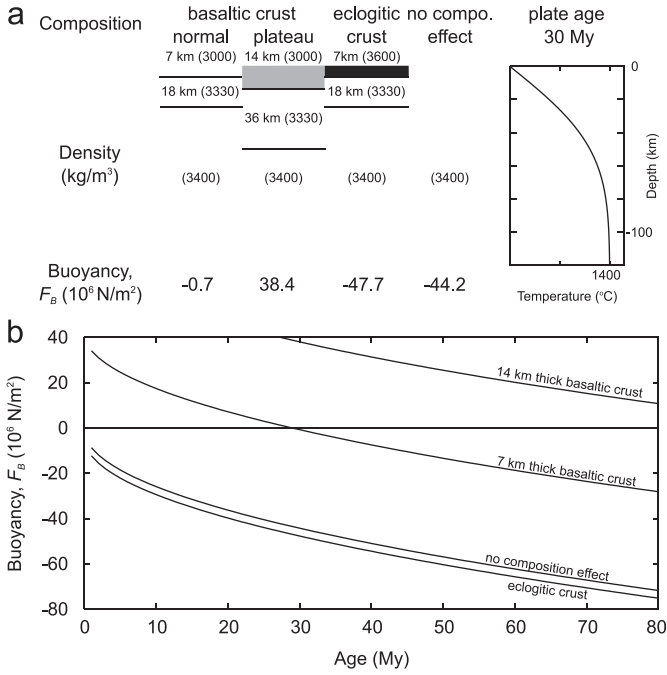 a
Composition
basaltic crust
normal plateau
eclogitic crust
no compo. effect
plate age
30 My
7 km (3000) 14 km (3000) 7km (3600)
18 km (3330) 18 km (3330)
36 km (3330)
Density
(kg/m³)
(3400) (3400) (3400) (3400)
Buoyancy,
F_B (10⁶ N/m²)
-0.7 38.4 -47.7 -44.2
0
-100
Depth (km)
1400
Temperature (°C)
b
40
20
0
-20
-40
-60
-80
Buoyancy, F_B (10⁶ N/m²)
14 km thick basaltic crust
7 km thick basaltic crust
no composition effect
eclogitic crust
0 10 20 30 40 50 60 70 80
Age (My)